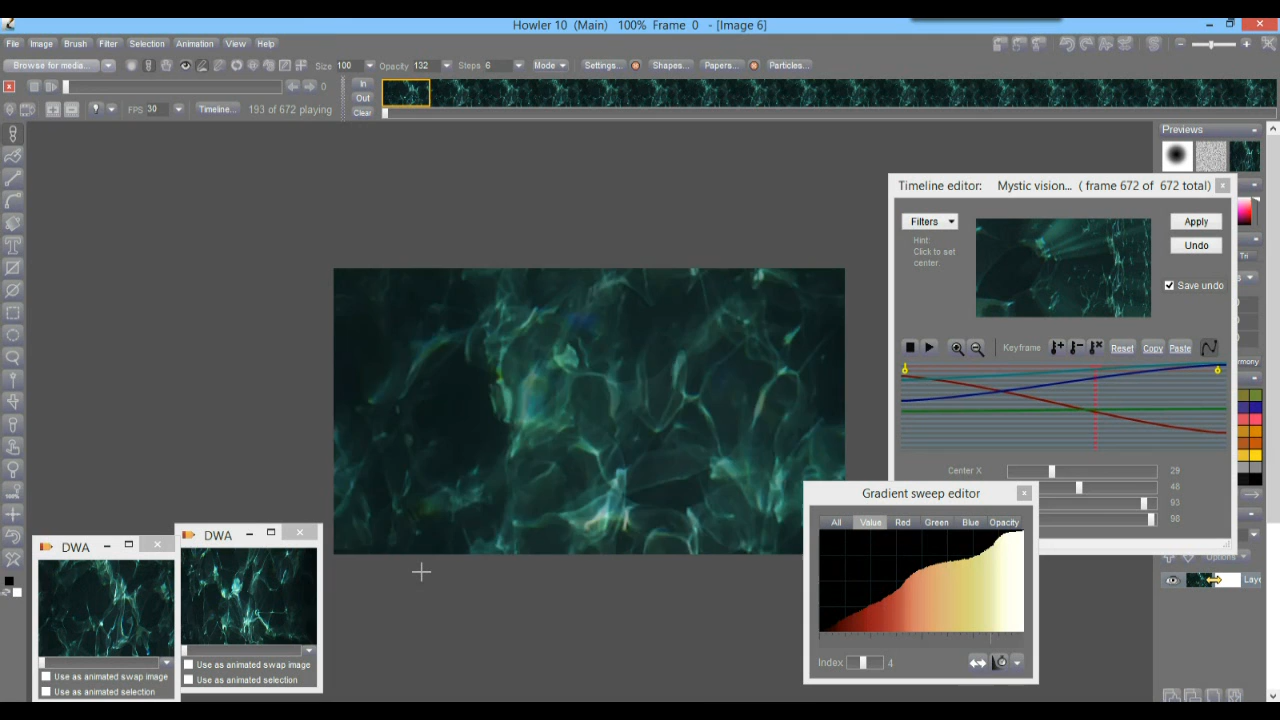 Howler 10 (Main) 100% Frame 0 - [Image 6]
File Image Brush Filter Selection Animation View Help
Browse for media... Size 100 Opacity 132 Steps 6 Mode Settings... Shapes... Papers... Particles...
0 In
Out
FPS 30 Timeline... 193 of 672 playing Clear
Previews
Timeline editor: Mystic vision... ( frame 672 of 672 total)
Filters Apply
Hint:
Click to set
center.
Undo
Save undo
Tri
Keyframe Reset Copy Paste
Center X 29
48
93
98
Gradient sweep editor
All Value Red Green Blue Opacity
Index 4
Options
Laye
DWA
Use as animated swap image
Use as animated selection
DWA
Use as animated swap image
Use as animated selection
100%